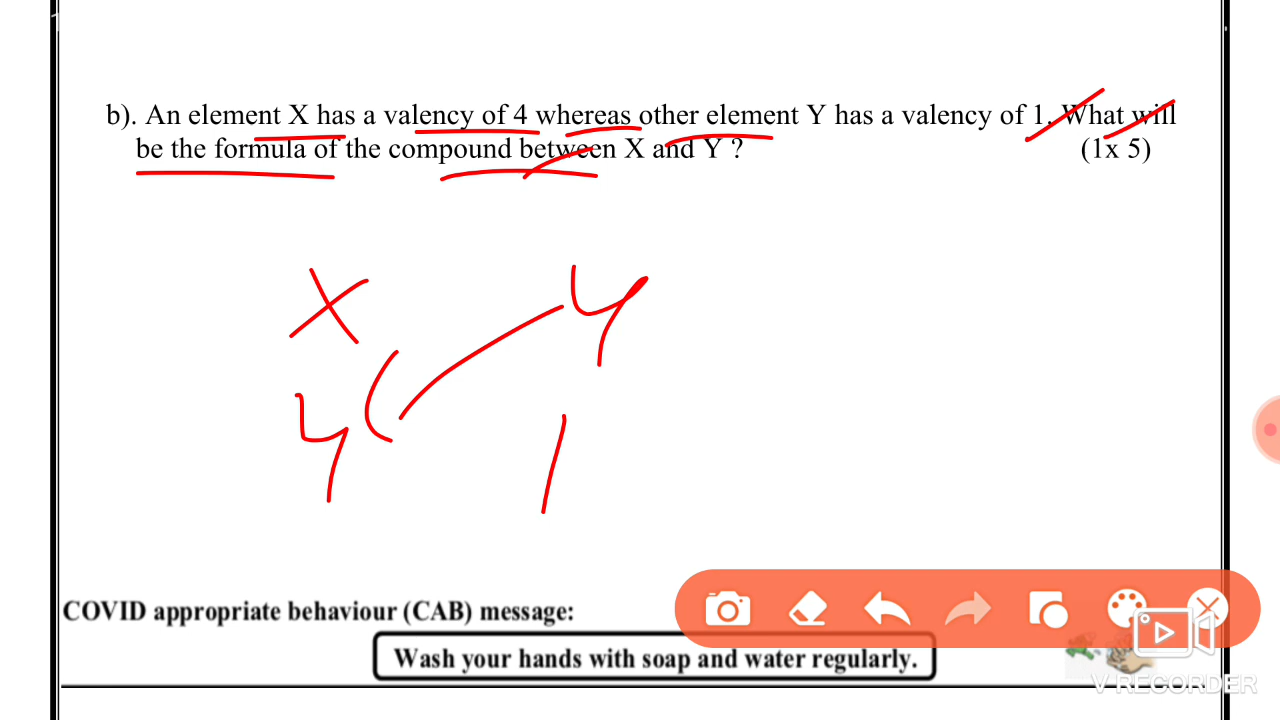 b). An element X has a valency of 4 whereas other element Y has a valency of 1. What will
be the formula of the compound between X and Y ? (1x 5)
X Y
4 1
COVID appropriate behaviour (CAB) message:
Wash your hands with soap and water regularly.
V RECORDER